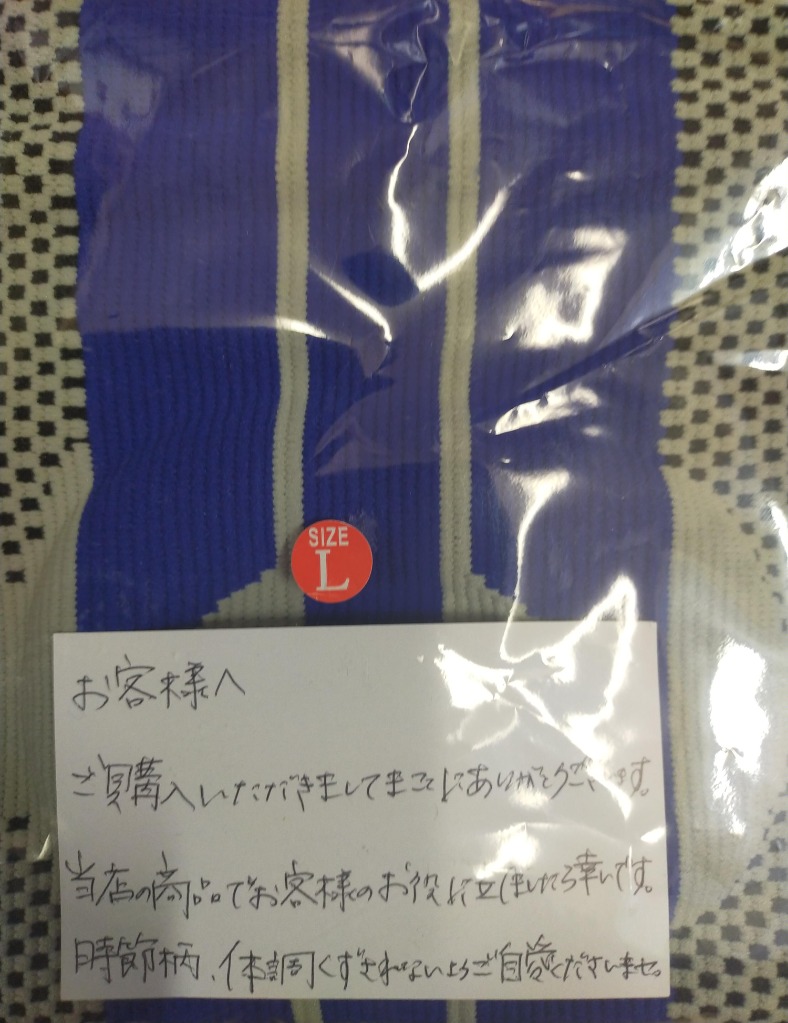 SIZE
L
お客様へ
ご購入いただきましてまことにありがとうございます。
当店の商品でお客様のお役に立てましたら幸いです。
時節柄、体調くずされないようご自愛くださいませ。